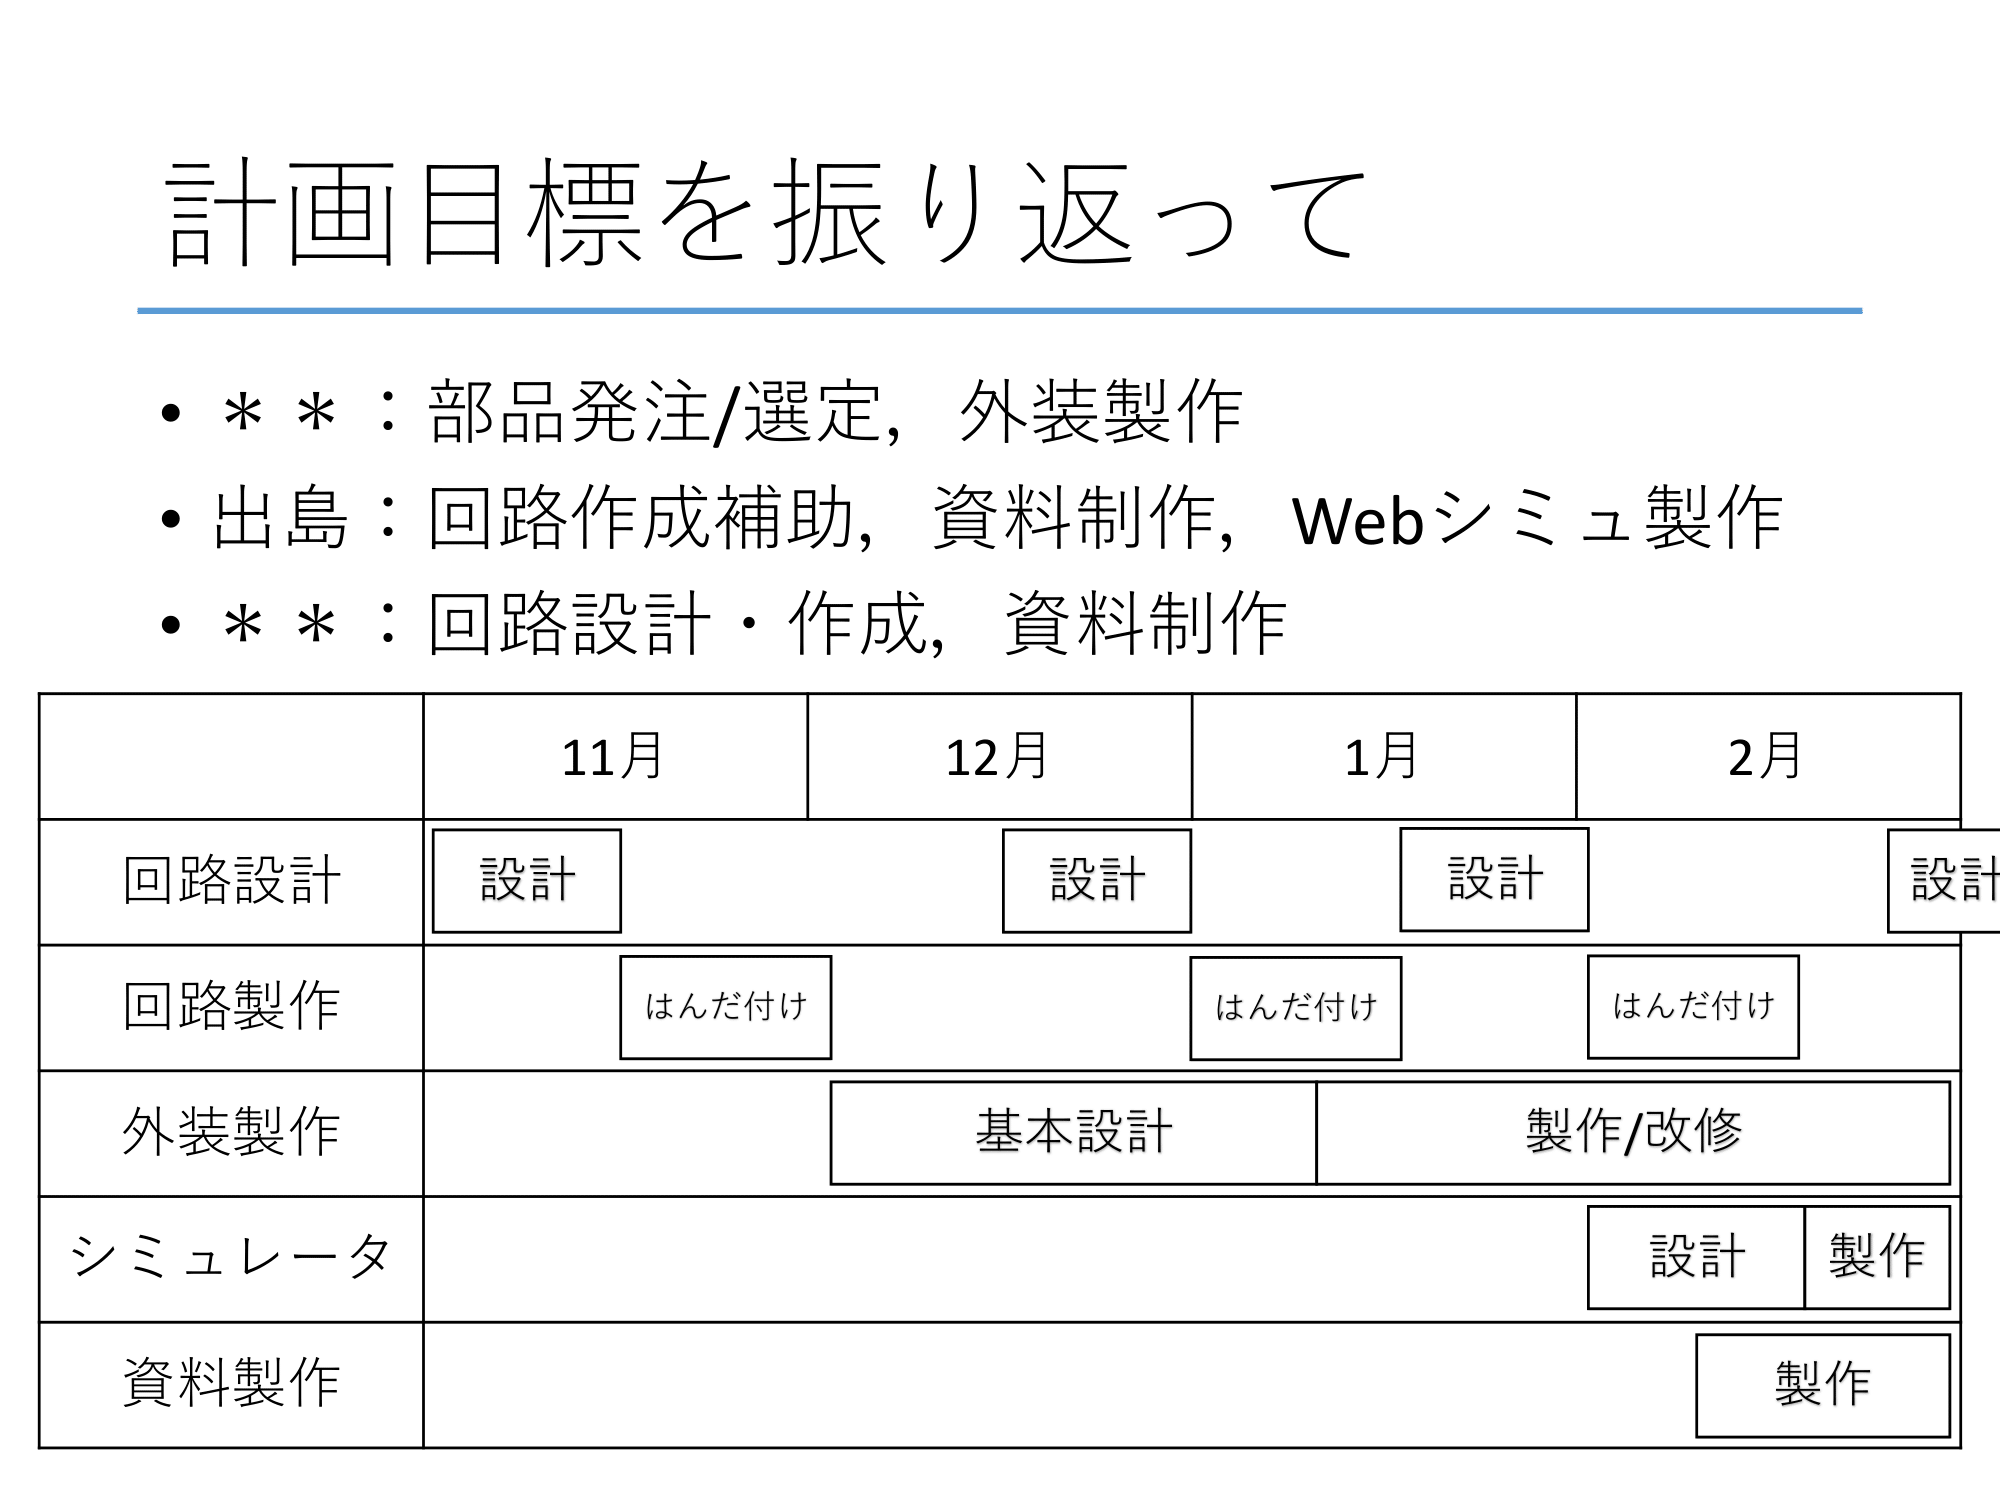 計画目標を振り返って
• ＊＊：部品発注/選定，外装製作
• 出島：回路作成補助，資料制作，Webシミュ製作
• ＊＊：回路設計・作成，資料制作
11月 12月 1月 2月
回路設計 設計 設計 設計 設計
回路製作 はんだ付け はんだ付け はんだ付け
外装製作 基本設計 製作/改修
シミュレータ 設計 製作
資料製作 製作